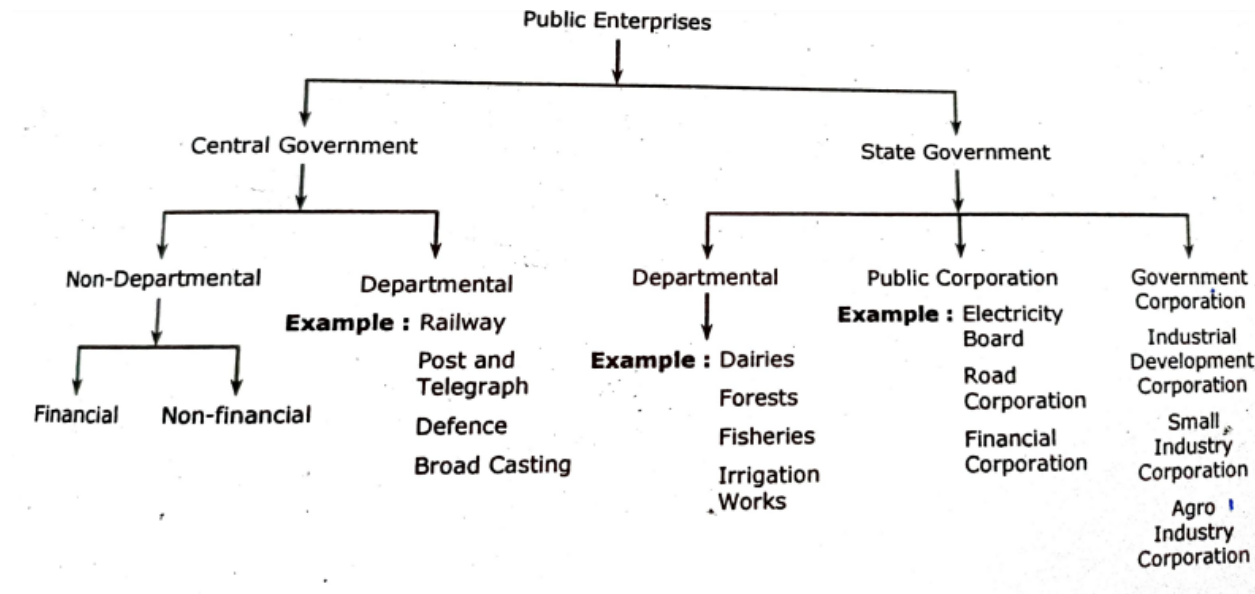 Public Enterprises
Central Government
State Government
Non-Departmental
Departmental
Example : Railway
Post and
Telegraph
Defence
Broad Casting
Financial
Non-financial
Departmental
Example : Dairies
Forests
Fisheries
Irrigation
Works
Public Corporation
Example : Electricity
Board
Road
Corporation
Financial
Corporation
Government
Corporation
Industrial
Development
Corporation
Small
Industry
Corporation
Agro
Industry
Corporation